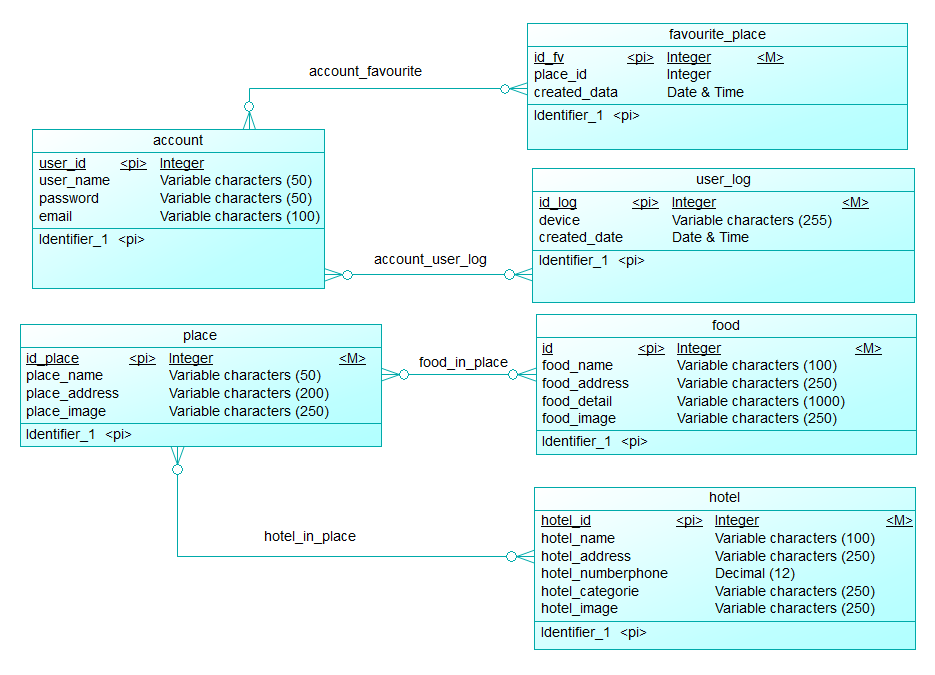 favourite_place
id_fv <pi> Integer <M>
place_id Integer
created_data Date & Time
Identifier_1 <pi>
account_favourite
account
user_id <pi> Integer
user_name Variable characters (50)
password Variable characters (50)
email Variable characters (100)
Identifier_1 <pi>
user_log
id_log <pi> Integer <M>
device Variable characters (255)
created_date Date & Time
Identifier_1 <pi>
account_user_log
place
id_place <pi> Integer <M>
place_name Variable characters (50)
place_address Variable characters (200)
place_image Variable characters (250)
Identifier_1 <pi>
food_in_place
food
id <pi> Integer <M>
food_name Variable characters (100)
food_address Variable characters (250)
food_detail Variable characters (1000)
food_image Variable characters (250)
Identifier_1 <pi>
hotel_in_place
hotel
hotel_id <pi> Integer <M>
hotel_name Variable characters (100)
hotel_address Variable characters (250)
hotel_numberphone Decimal (12)
hotel_categorie Variable characters (250)
hotel_image Variable characters (250)
Identifier_1 <pi>